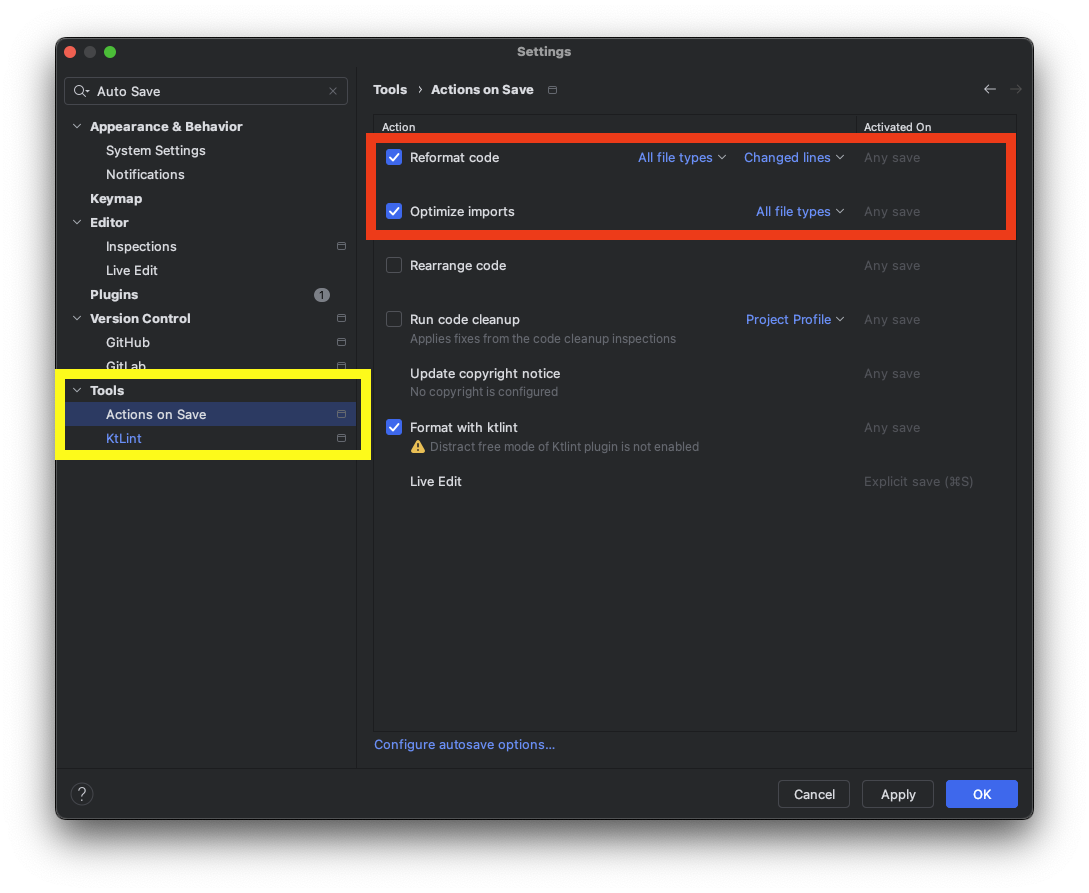 Settings
Auto Save
Appearance & Behavior
System Settings
Notifications
Keymap
Editor
Inspections
Live Edit
Plugins 1
Version Control
GitHub
GitLab
Tools
Actions on Save
KtLint
Tools › Actions on Save
Action Activated On
Reformat code All file types Changed lines Any save
Optimize imports All file types Any save
Rearrange code Any save
Run code cleanup Project Profile Any save
Applies fixes from the code cleanup inspections
Update copyright notice Any save
No copyright is configured
Format with ktlint Any save
Distract free mode of Ktlint plugin is not enabled
Live Edit Explicit save (⌘S)
Configure autosave options...
? Cancel Apply OK